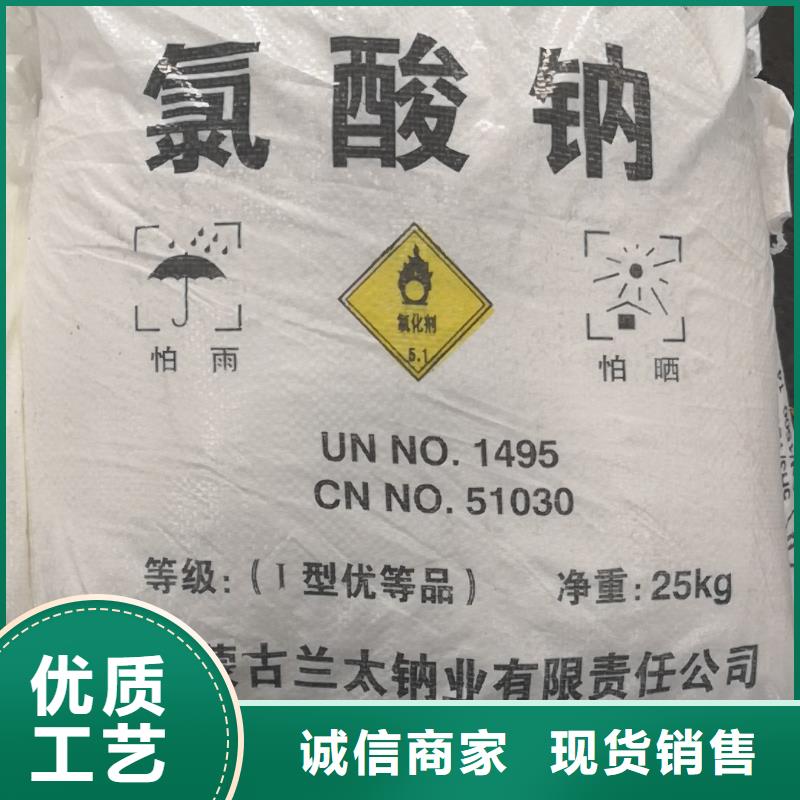 氯酸钠
氧化剂
5.1
怕雨
怕晒
UN NO. 1495
CN NO. 51030
等级:(I型优等品)
净重:25kg
蒙古兰太钠业有限责任公司
优质
工艺
诚信商家 现货销售